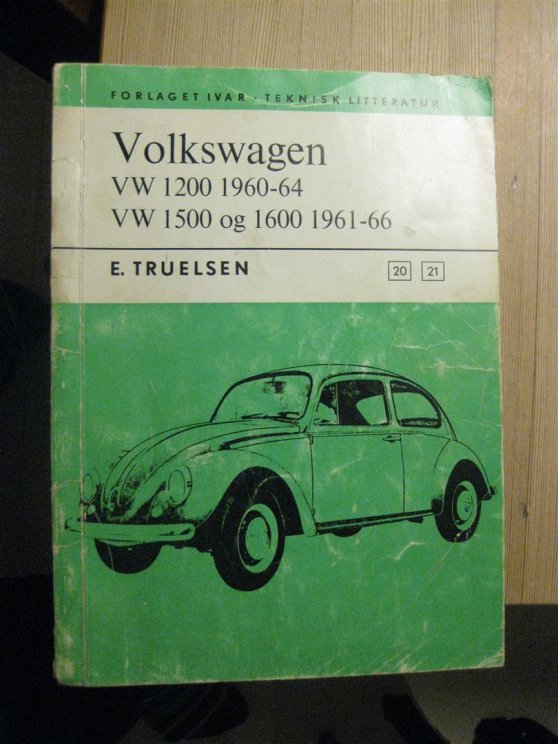 FORLAGET IVAR · TEKNISK LITTERATUR
Volkswagen
VW 1200 1960-64
VW 1500 og 1600 1961-66
E. TRUELSEN 20 21